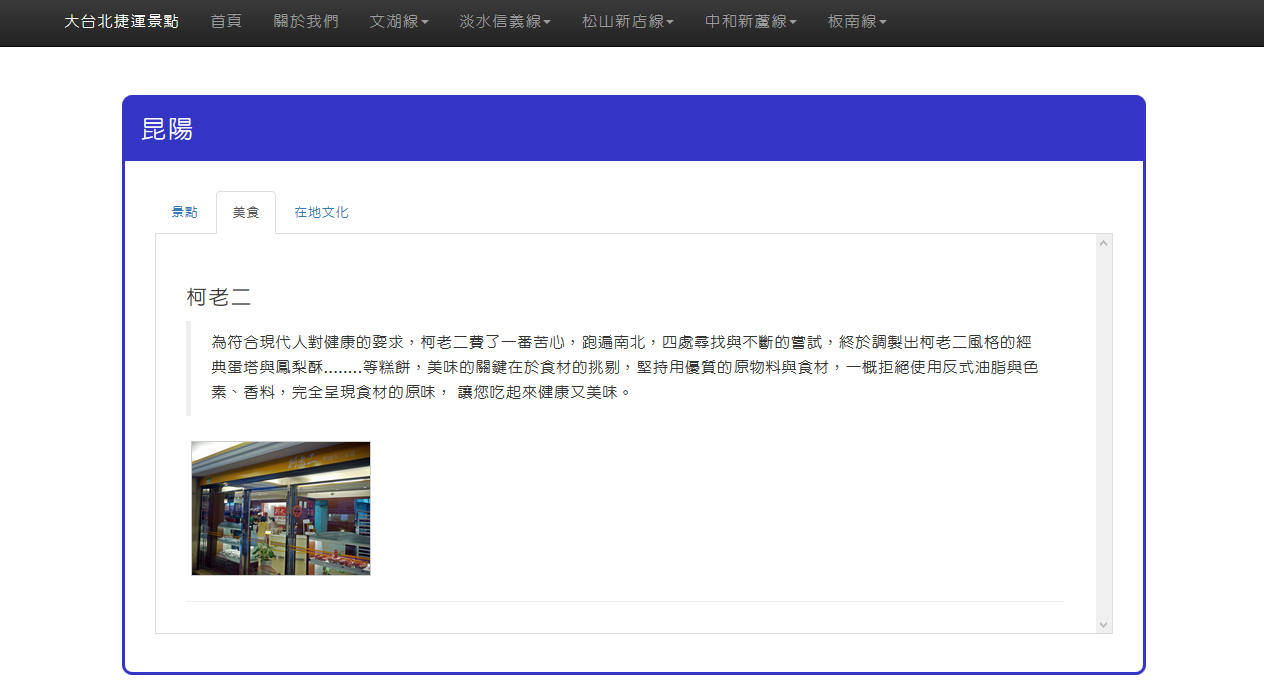 大台北捷運景點 首頁 關於我們 文湖線 淡水信義線 松山新店線 中和新蘆線 板南線
昆陽
景點 美食 在地文化
柯老二
為符合現代人對健康的要求，柯老二費了一番苦心，跑遍南北，四處尋找與不斷的嘗試，終於調製出柯老二風格的經
典蛋塔與鳳梨酥........等糕餅，美味的關鍵在於食材的挑剔，堅持用優質的原物料與食材，一概拒絕使用反式油脂與色
素、香料，完全呈現食材的原味， 讓您吃起來健康又美味。